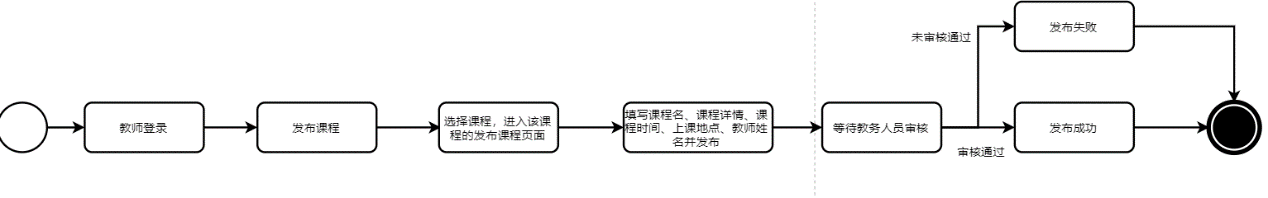 教师登录
发布课程
选择课程，进入该课
程的发布课程页面
填写课程名、课程详情、课
程时间、上课地点、教师姓
名并发布
等待教务人员审核
未审核通过
发布失败
审核通过
发布成功